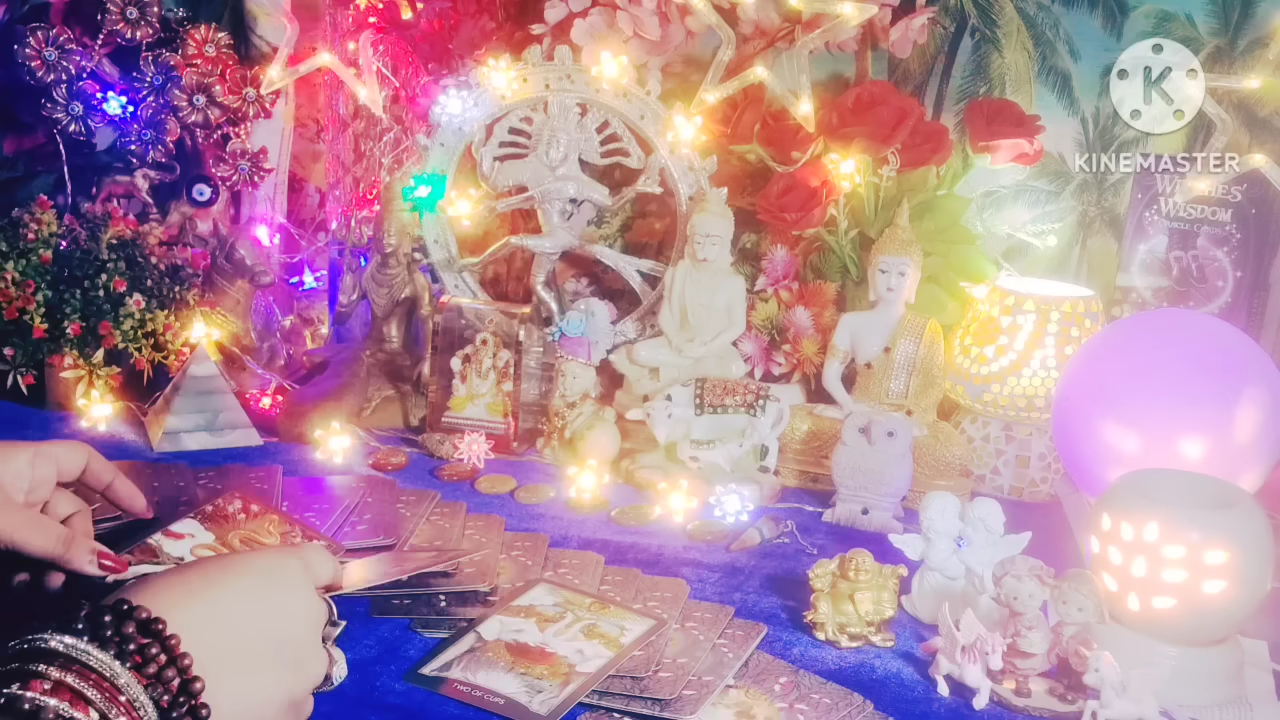 K
KINEMASTER
WITCHES'
WISDOM
ORACLE CARDS
TWO OF CUPS